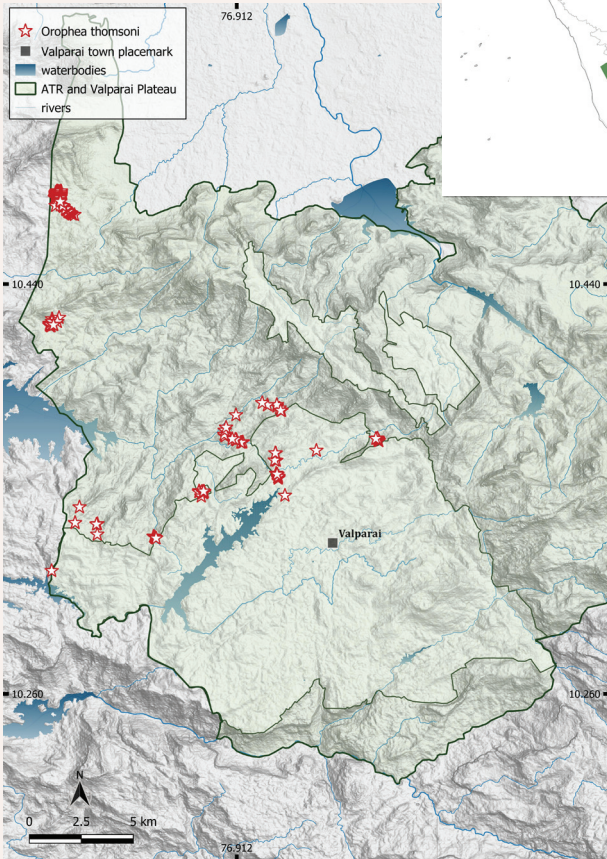 76.912
Orophea thomsoni
Valparai town placemark
waterbodies
ATR and Valparai Plateau
rivers
10.440 10.440
Valparai
10.260 10.260
N
0 2.5 5 km
76.912